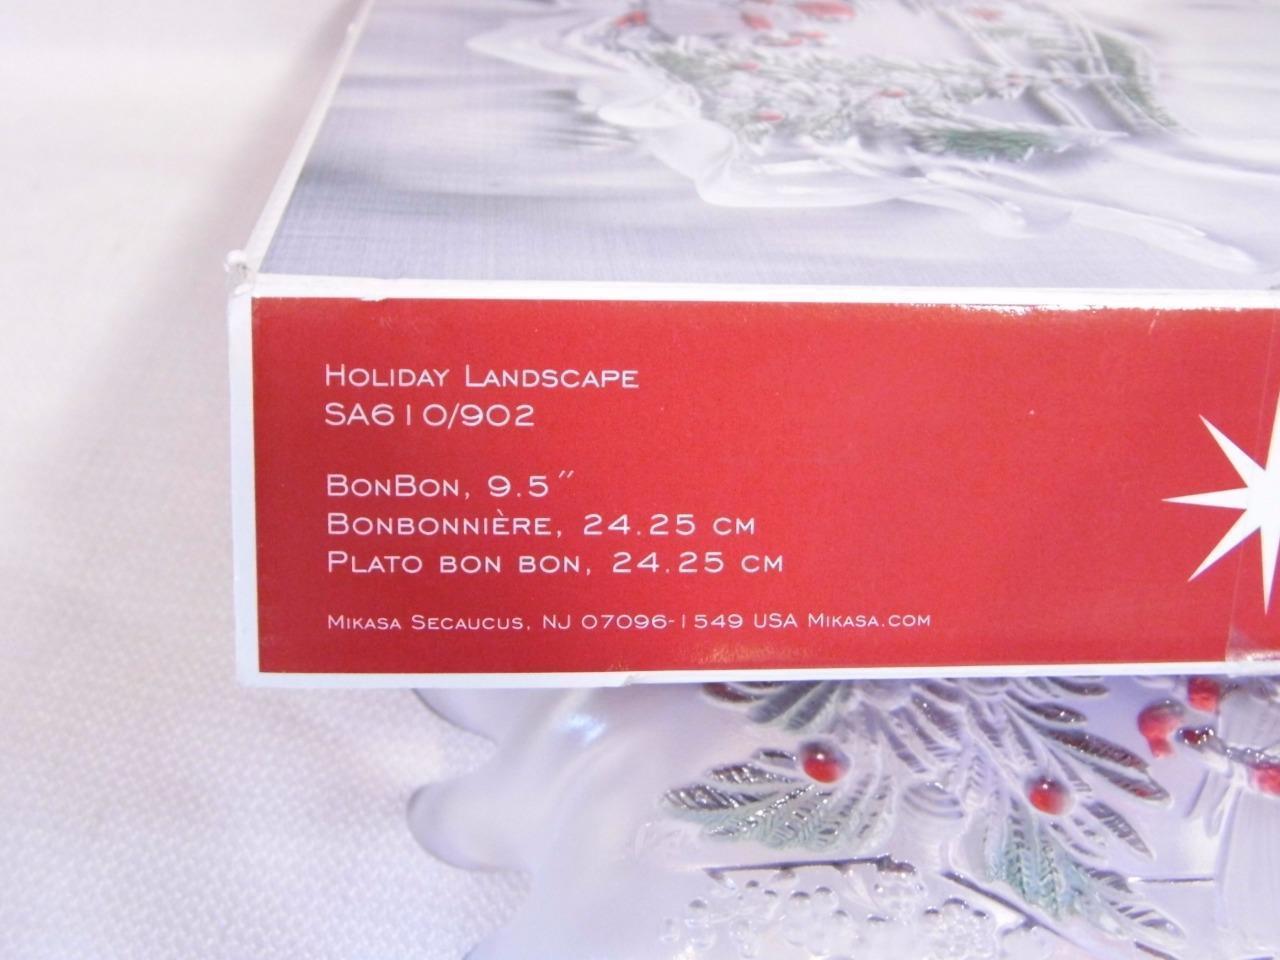 Holiday Landscape
SA610/902
BonBon, 9.5″
Bonbonnière, 24.25 cm
Plato bon bon, 24.25 cm
Mikasa Secaucus, NJ 07096-1549 USA Mikasa.com